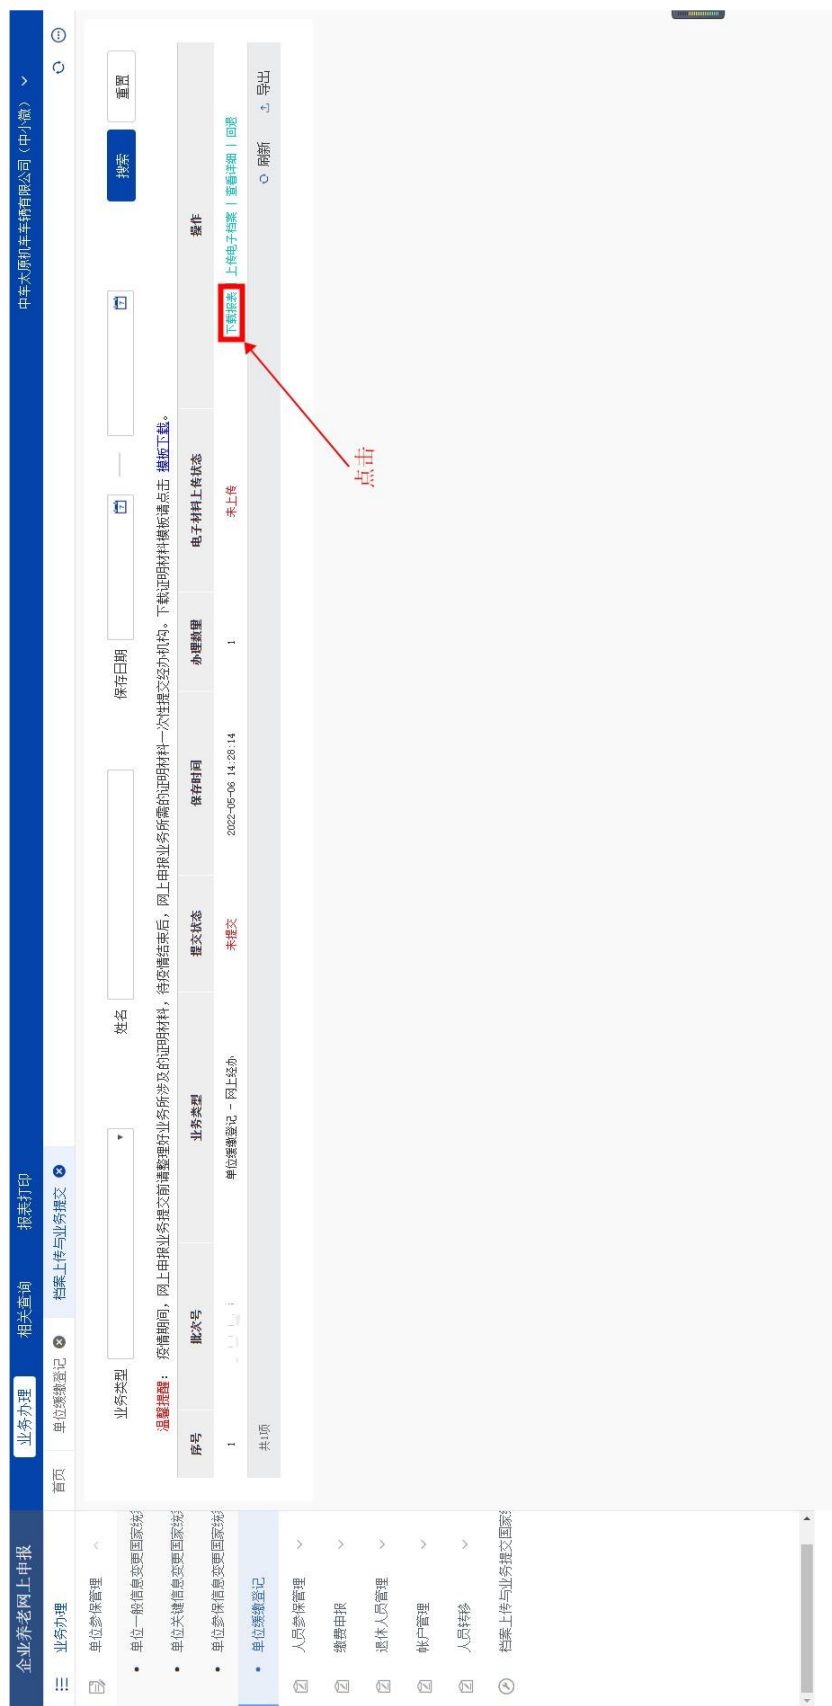 企业养老网上申报
业务办理 相关查询 报表打印 中车太原机车车辆有限公司（中小微）
业务办理
首页 单位缓缴登记 档案上传与业务提交
单位参保管理
单位一般信息变更国家统
单位关键信息变更国家统
单位参保信息变更国家统
单位缓缴登记
人员参保管理
缴费申报
退休人员管理
帐户管理
人员转移
档案上传与业务提交国家
业务类型 姓名 保存日期 — 搜索 重置
温馨提醒：疫情期间，网上申报业务提交前请整理好业务所涉及的证明材料，待疫情结束后，网上申报业务所需的证明材料一次性提交经办机构。下载证明材料模板请点击 模板下载。
序号 批次号 业务类型 提交状态 保存时间 办理数量 电子材料上传状态 操作
1 单位缓缴登记 - 网上经办 未提交 2022-05-06 14:28:14 1 未上传 下载报表 | 上传电子档案 | 查看详细 | 回退
共1项 刷新 导出
点击